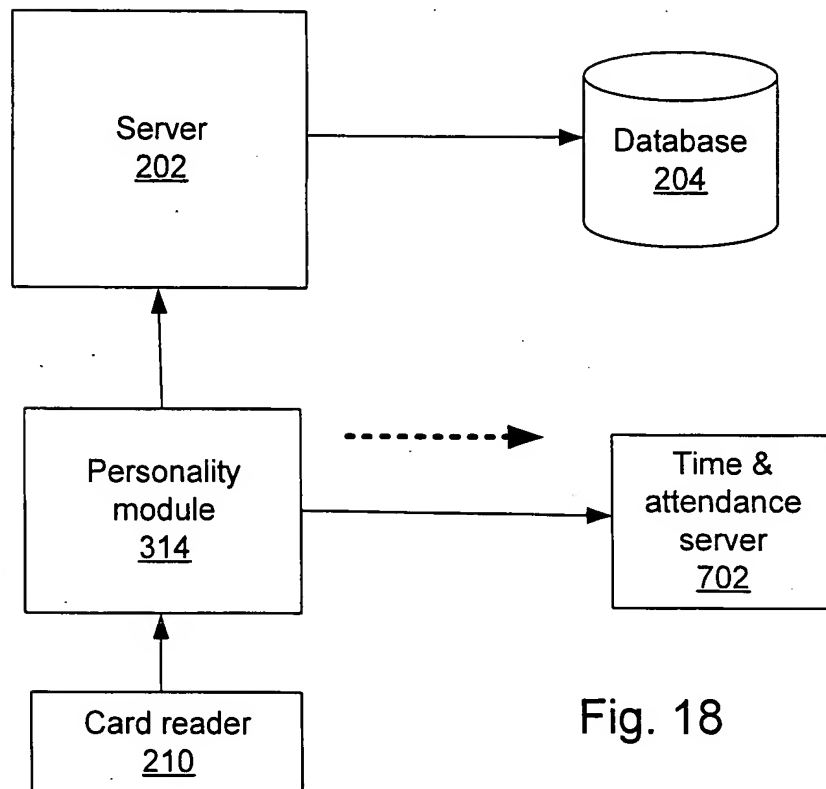 Server
202
Database
204
Personality
module
314
Time &
attendance
server
702
Card reader
210
Fig. 18